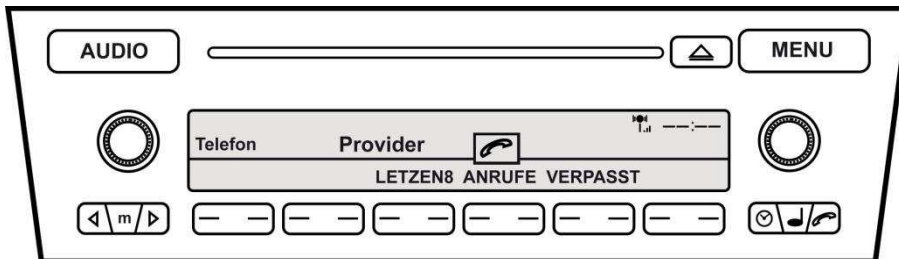 AUDIO MENU
Telefon Provider --:--
LETZEN8 ANRUFE VERPASST
m